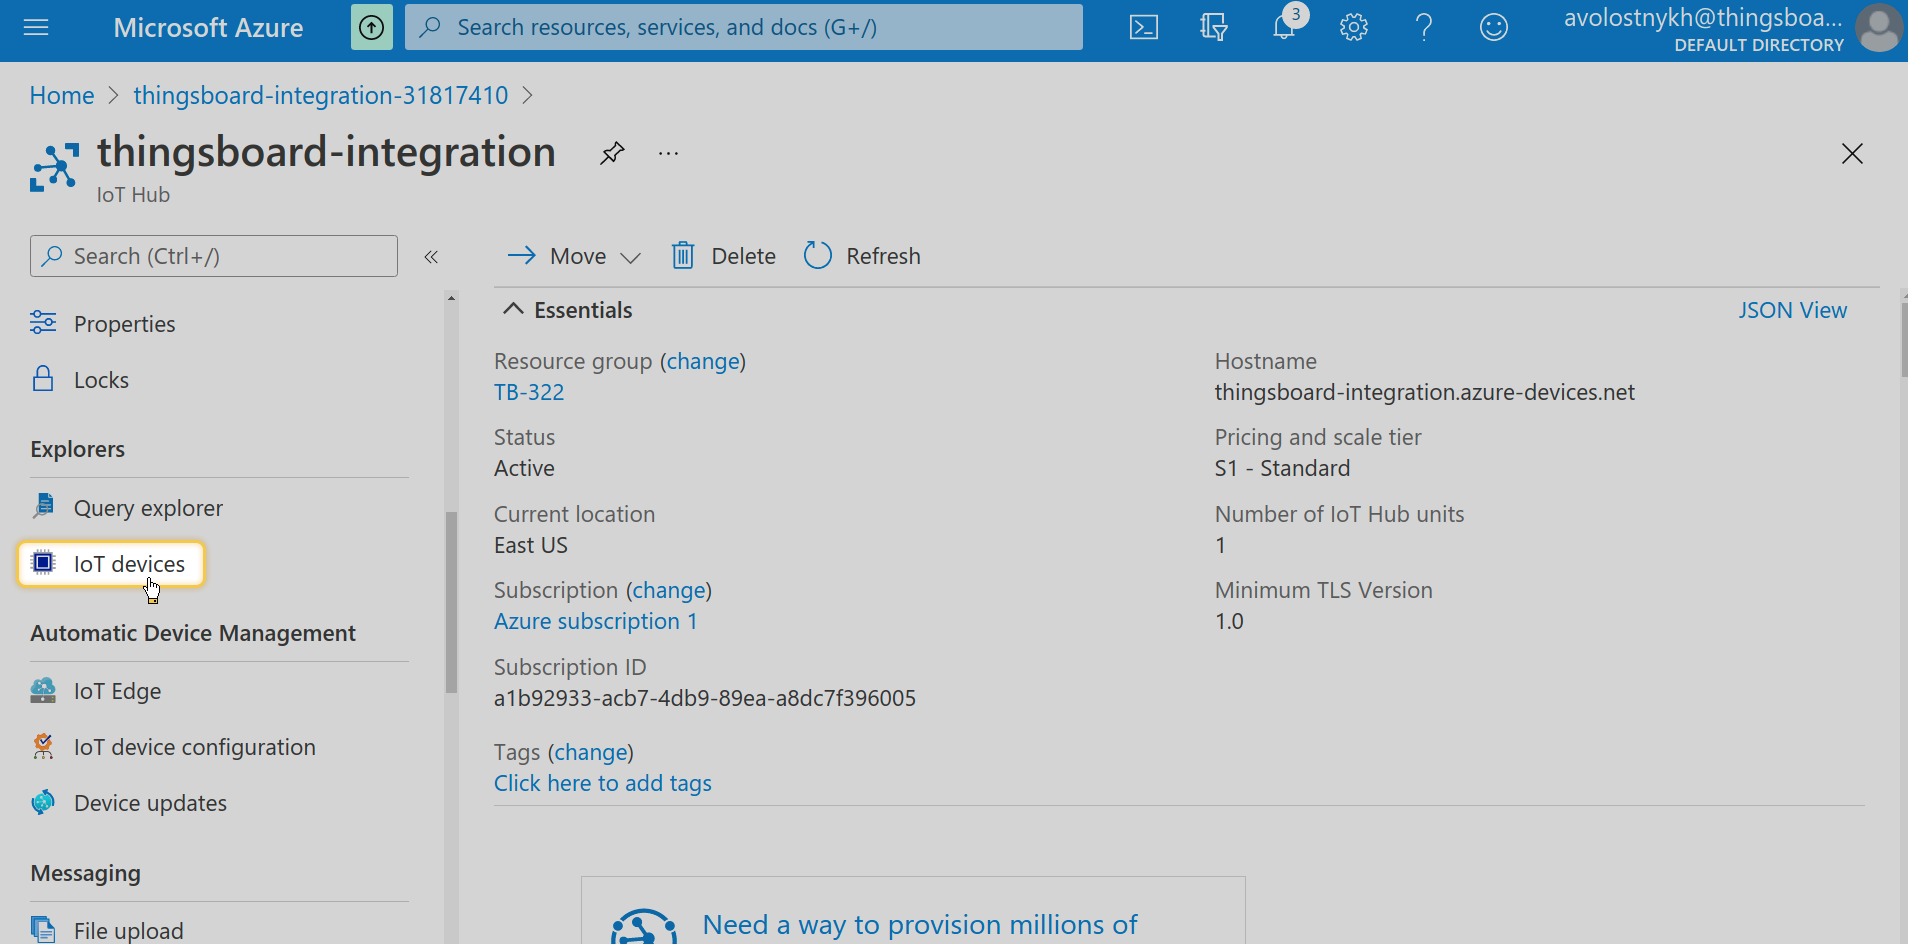 Microsoft Azure
Search resources, services, and docs (G+/)
3
avolostnykh@thingsboa...
DEFAULT DIRECTORY
Home > thingsboard-integration-31817410 >
thingsboard-integration
...
IoT Hub
Search (Ctrl+/)
«
Move
Delete
Refresh
Properties
Locks
Explorers
Query explorer
IoT devices
Automatic Device Management
IoT Edge
IoT device configuration
Device updates
Messaging
File upload
Essentials
JSON View
Resource group (change)
TB-322
Status
Active
Current location
East US
Subscription (change)
Azure subscription 1
Subscription ID
a1b92933-acb7-4db9-89ea-a8dc7f396005
Tags (change)
Click here to add tags
Hostname
thingsboard-integration.azure-devices.net
Pricing and scale tier
S1 - Standard
Number of IoT Hub units
1
Minimum TLS Version
1.0
Need a way to provision millions of